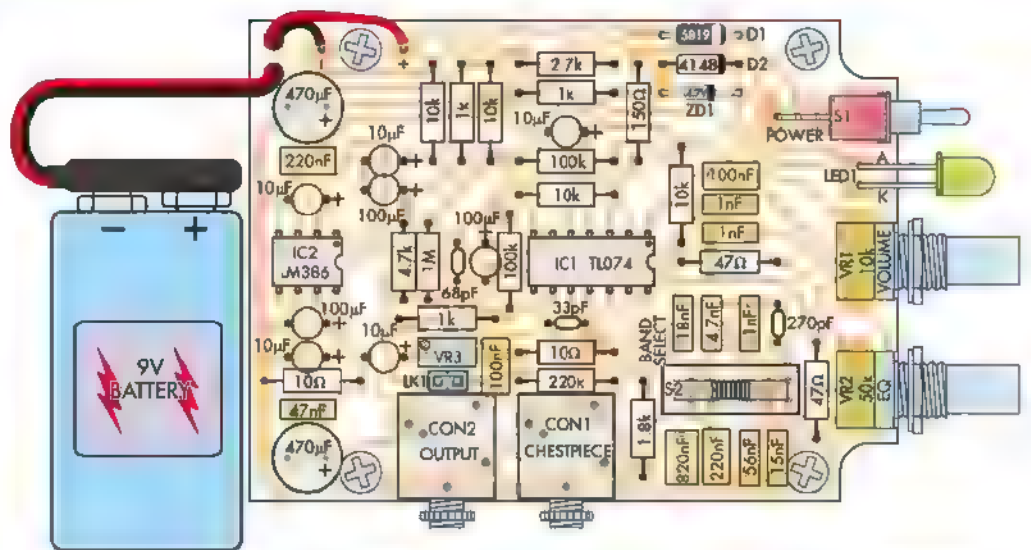 470µF
+
220nF
10µF
+
10µF
+
100µF
+
10k
1k
10k
2.7k
1k
10µF
+
100k
10k
150Ω
5819
D1
4148
D2
ZD1
S1
POWER
A
LED1
K
10k
100nF
1nF
1nF
47Ω
VR1
10k
VOLUME
−
+
9V
BATTERY
IC2
LM386
4.7k
1M
68pF
100µF
+
100k
IC1 TL074
100µF
+
10µF
+
10µF
+
1k
33pF
VR3
LK1
100nF
10Ω
220k
10Ω
47nF
470µF
+
CON2
OUTPUT
CON1
CHESTPIECE
BAND
SELECT
S2
18nF
4.7nF
1nF
270pF
47Ω
VR2
50k
EQ
1.8k
820nF
220nF
56nF
15nF